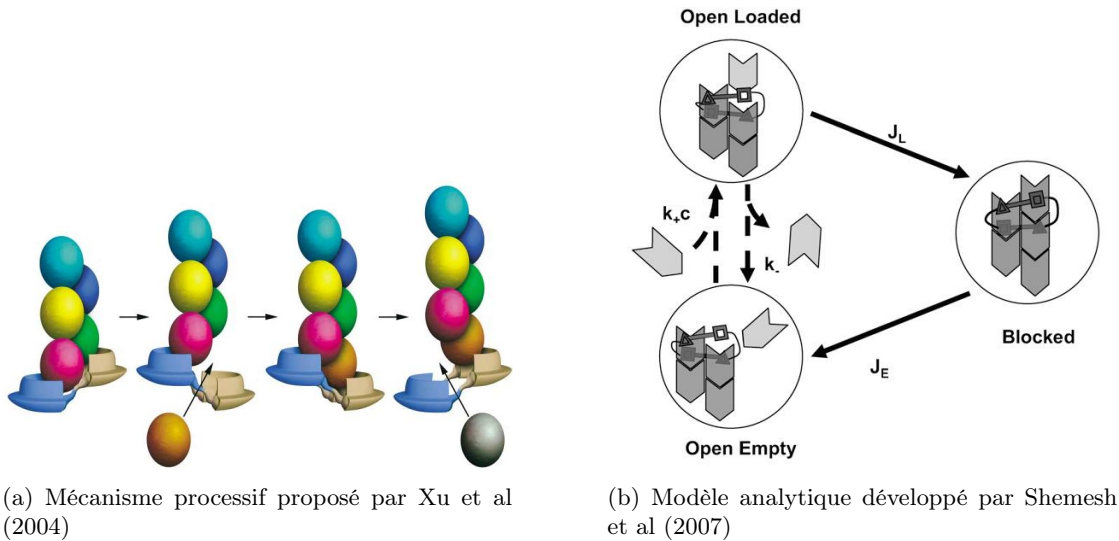 Open Loaded
J_L
k_+c
k_-
Blocked
J_E
Open Empty
(a) Mécanisme processif proposé par Xu et al
(2004)
(b) Modèle analytique développé par Shemesh
et al (2007)